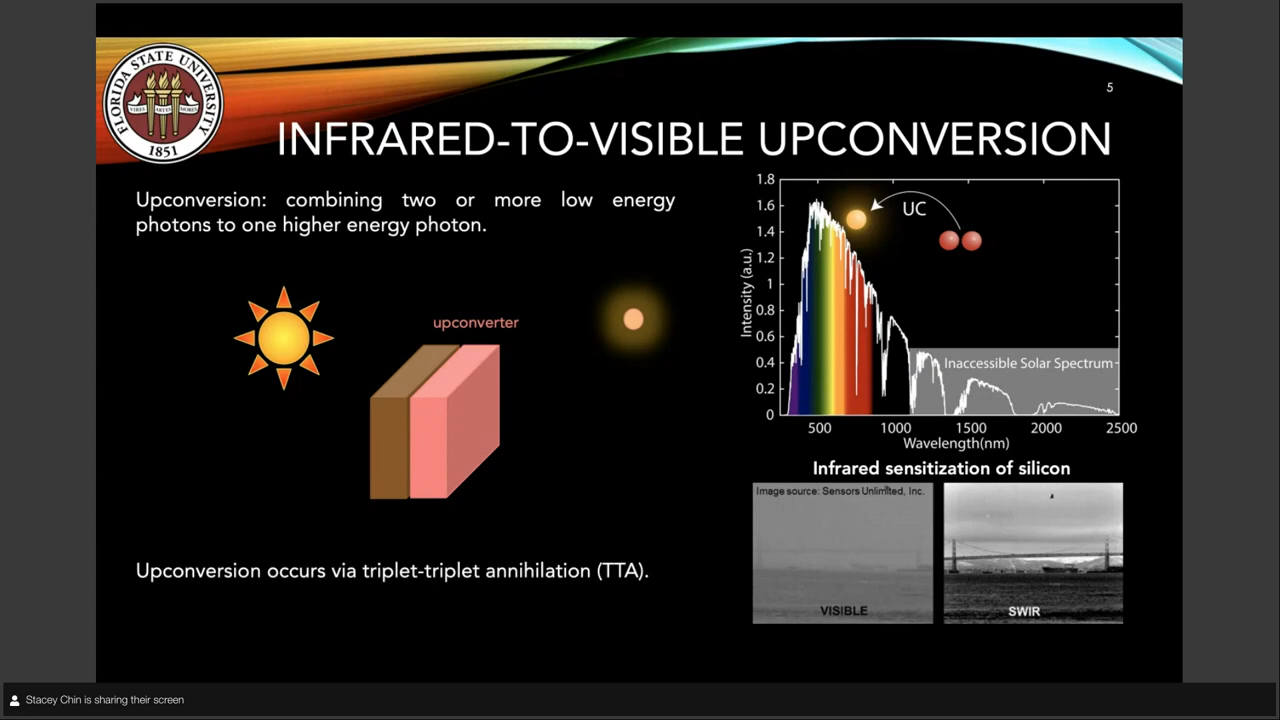 FLORIDA STATE UNIVERSITY
VIRES ARTES MORES
1851
5
INFRARED-TO-VISIBLE UPCONVERSION
Upconversion: combining two or more low energy
photons to one higher energy photon.
upconverter
Upconversion occurs via triplet-triplet annihilation (TTA).
1.8
1.6
1.4
1.2
1
0.8
0.6
0.4
0.2
0
Intensity (a.u.)
UC
Inaccessible Solar Spectrum
500
1000
1500
2000
2500
Wavelength(nm)
Infrared sensitization of silicon
Image source: Sensors Unlimited, Inc.
VISIBLE
SWIR
Stacey Chin is sharing their screen